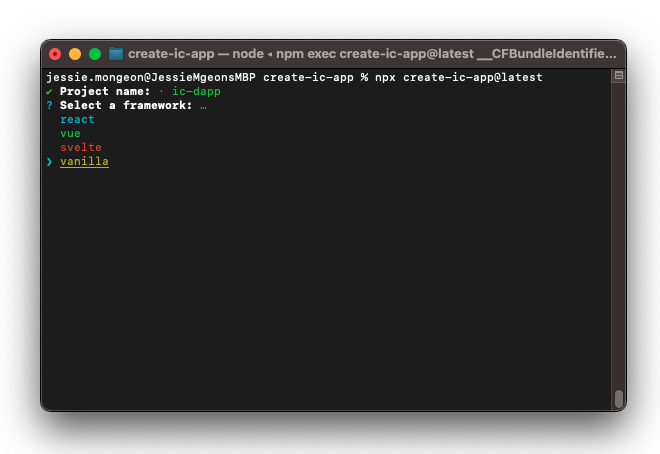 create-ic-app — node ◂ npm exec create-ic-app@latest __CFBundleIdentifie...
jessie.mongeon@JessieMgeonsMBP create-ic-app % npx create-ic-app@latest
✔ Project name: · ic-dapp
? Select a framework: …
react
vue
svelte
❯ vanilla